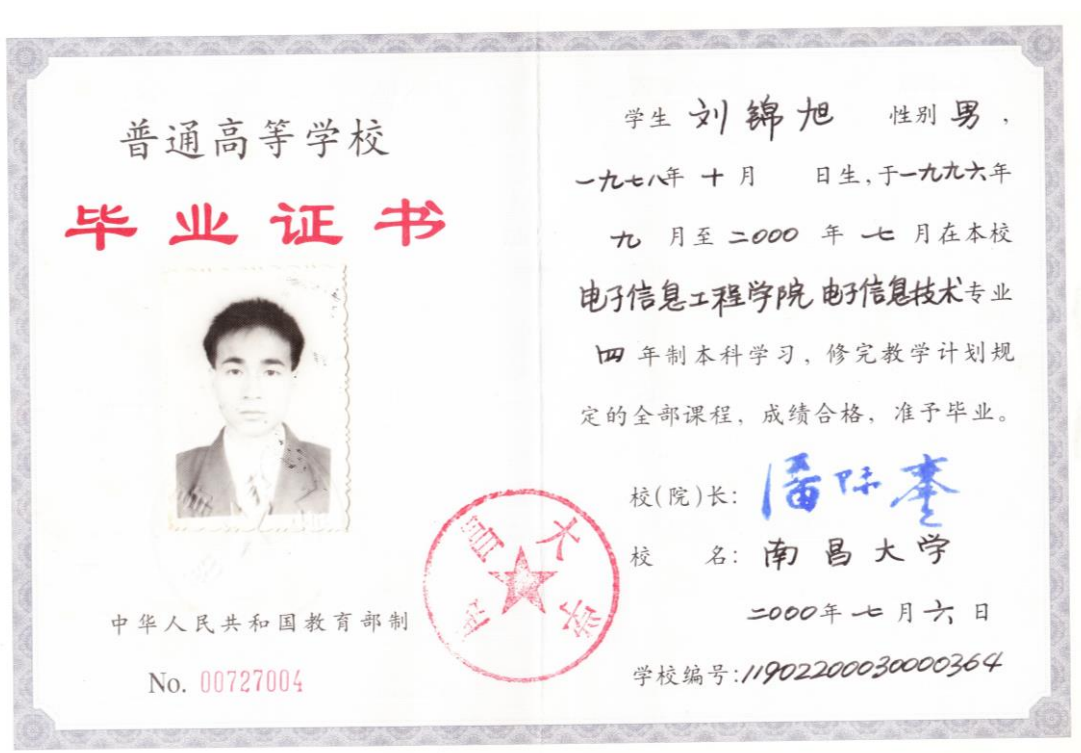 普通高等学校
毕业证书
中华人民共和国教育部制
No. 00727004
学生 刘锦旭 性别 男,
一九七八年 十 月 日生,于一九九六年
九 月至 二000 年 七 月在本校
电子信息工程学院 电子信息技术专业
四 年制本科学习,修完教学计划规
定的全部课程,成绩合格,准予毕业。
校(院)长:
校 名: 南昌大学
二000年 七 月 六 日
学校编号:11902200030000364
南昌大学